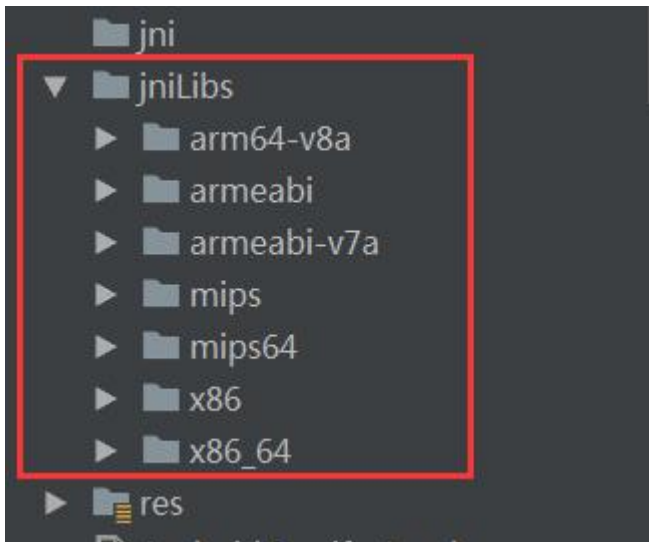 jni
jniLibs
arm64-v8a
armeabi
armeabi-v7a
mips
mips64
x86
x86_64
res